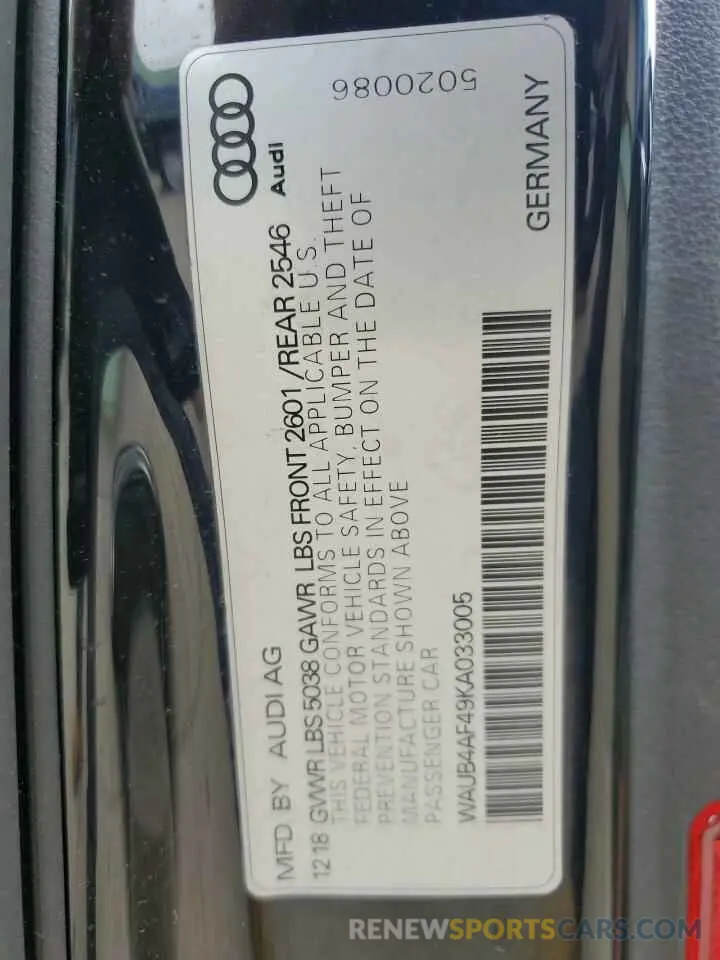 MFD BY AUDI AG
Audi
5020086
12 18 GVWR LBS 5038 GAWR LBS FRONT 2601 /REAR 2546
THIS VEHICLE CONFORMS TO ALL APPLICABLE U.S.
FEDERAL MOTOR VEHICLE SAFETY, BUMPER AND THEFT
PREVENTION STANDARDS IN EFFECT ON THE DATE OF
MANUFACTURE SHOWN ABOVE
PASSENGER CAR
WAUB4AF49KA033005
GERMANY
RENEWSPORTSCARS.COM